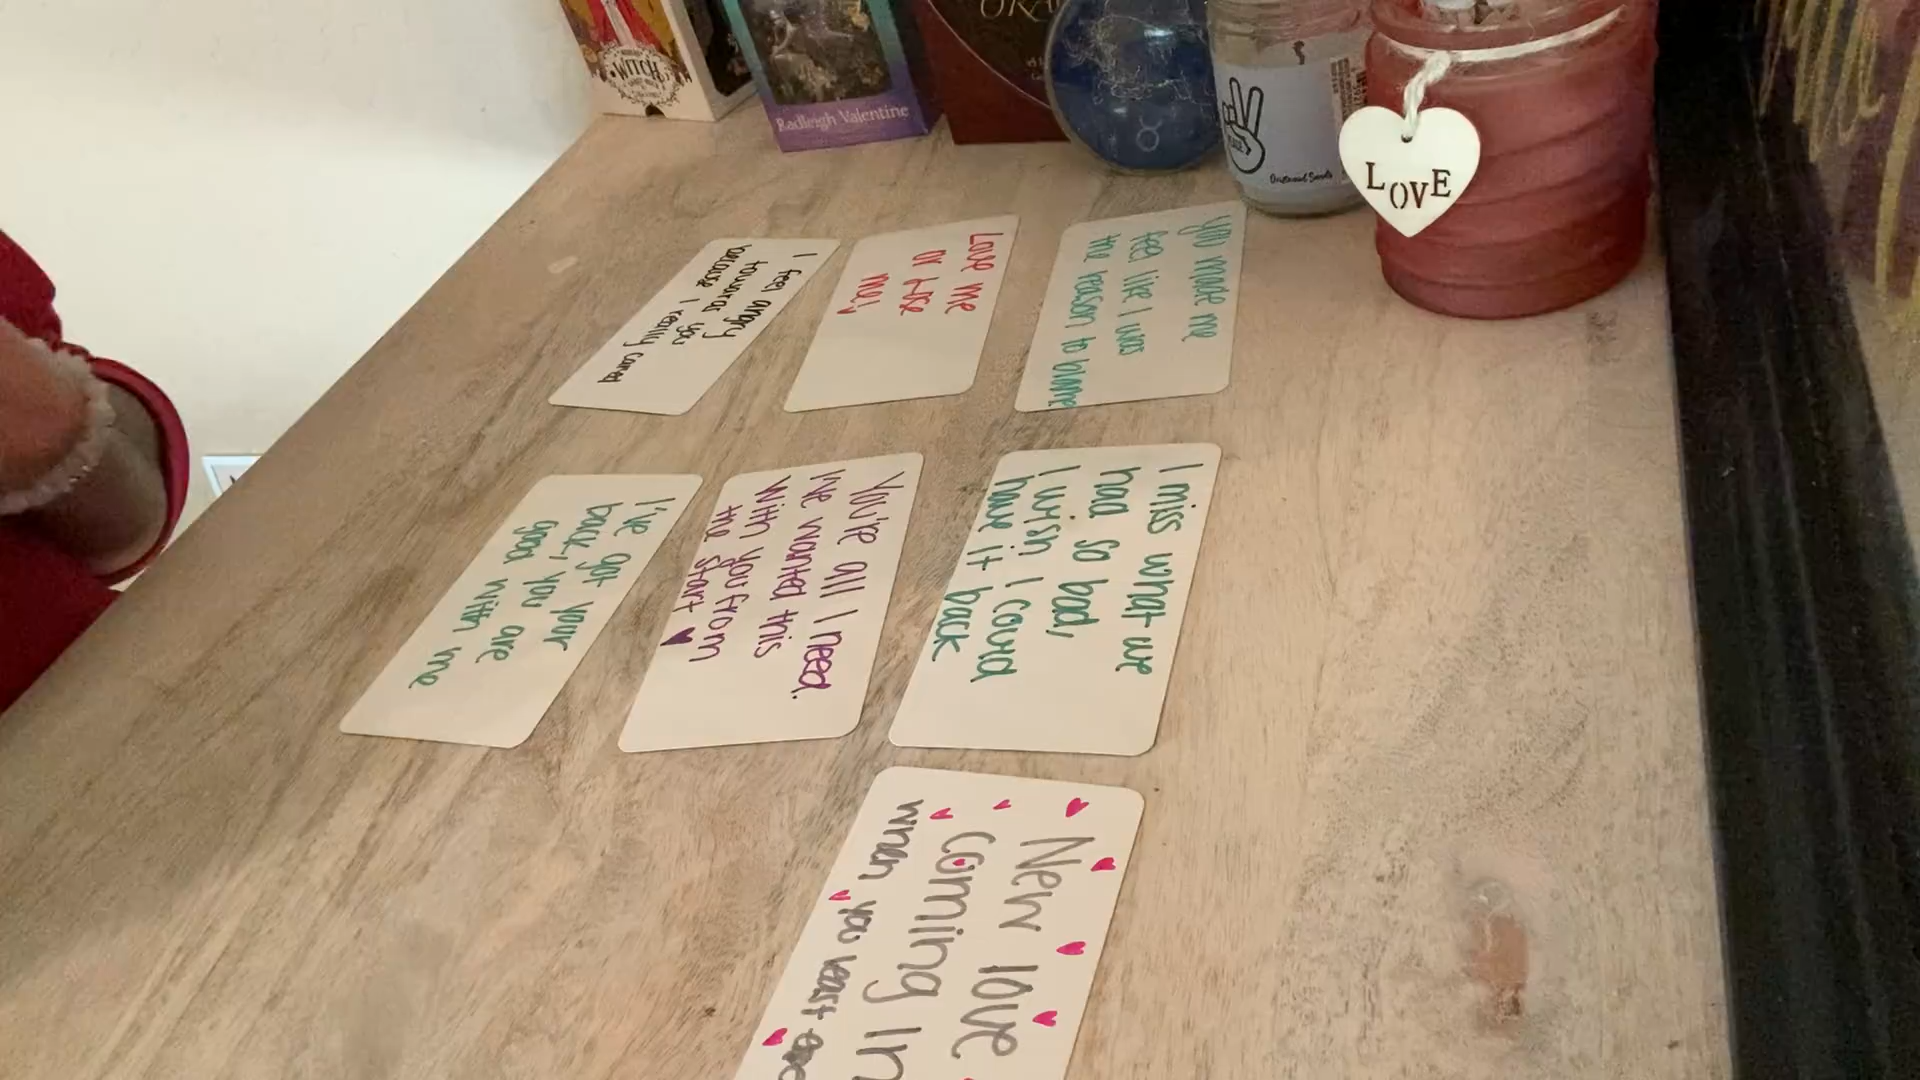 WITCH
Radleigh Valentine
LOVE
I feel angry
toward you
because I really cared
Love me
or lose
me!
You made me
feel like I was
the reason to blame
I've got your
back, you are
good with me
You're all I need.
I've wanted this
with you from
the start
I miss what we
had so bad,
I wish I could
have it back
New love
coming in
when you least